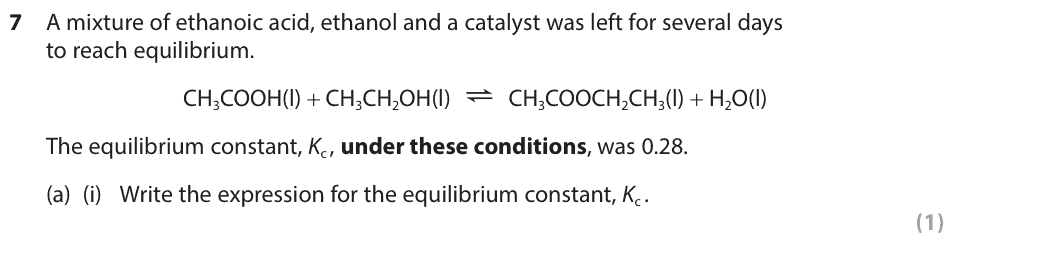 7 A mixture of ethanoic acid, ethanol and a catalyst was left for several days
to reach equilibrium.
CH₃COOH(l) + CH₃CH₂OH(l) ⇌ CH₃COOCH₂CH₃(l) + H₂O(l)
The equilibrium constant, K꜀, under these conditions, was 0.28.
(a) (i) Write the expression for the equilibrium constant, K꜀.
(1)